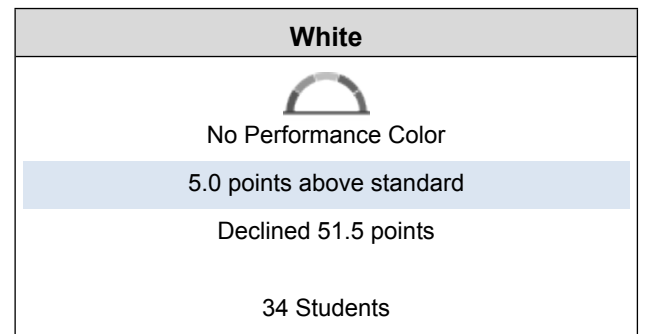 White
No Performance Color
5.0 points above standard
Declined 51.5 points
34 Students